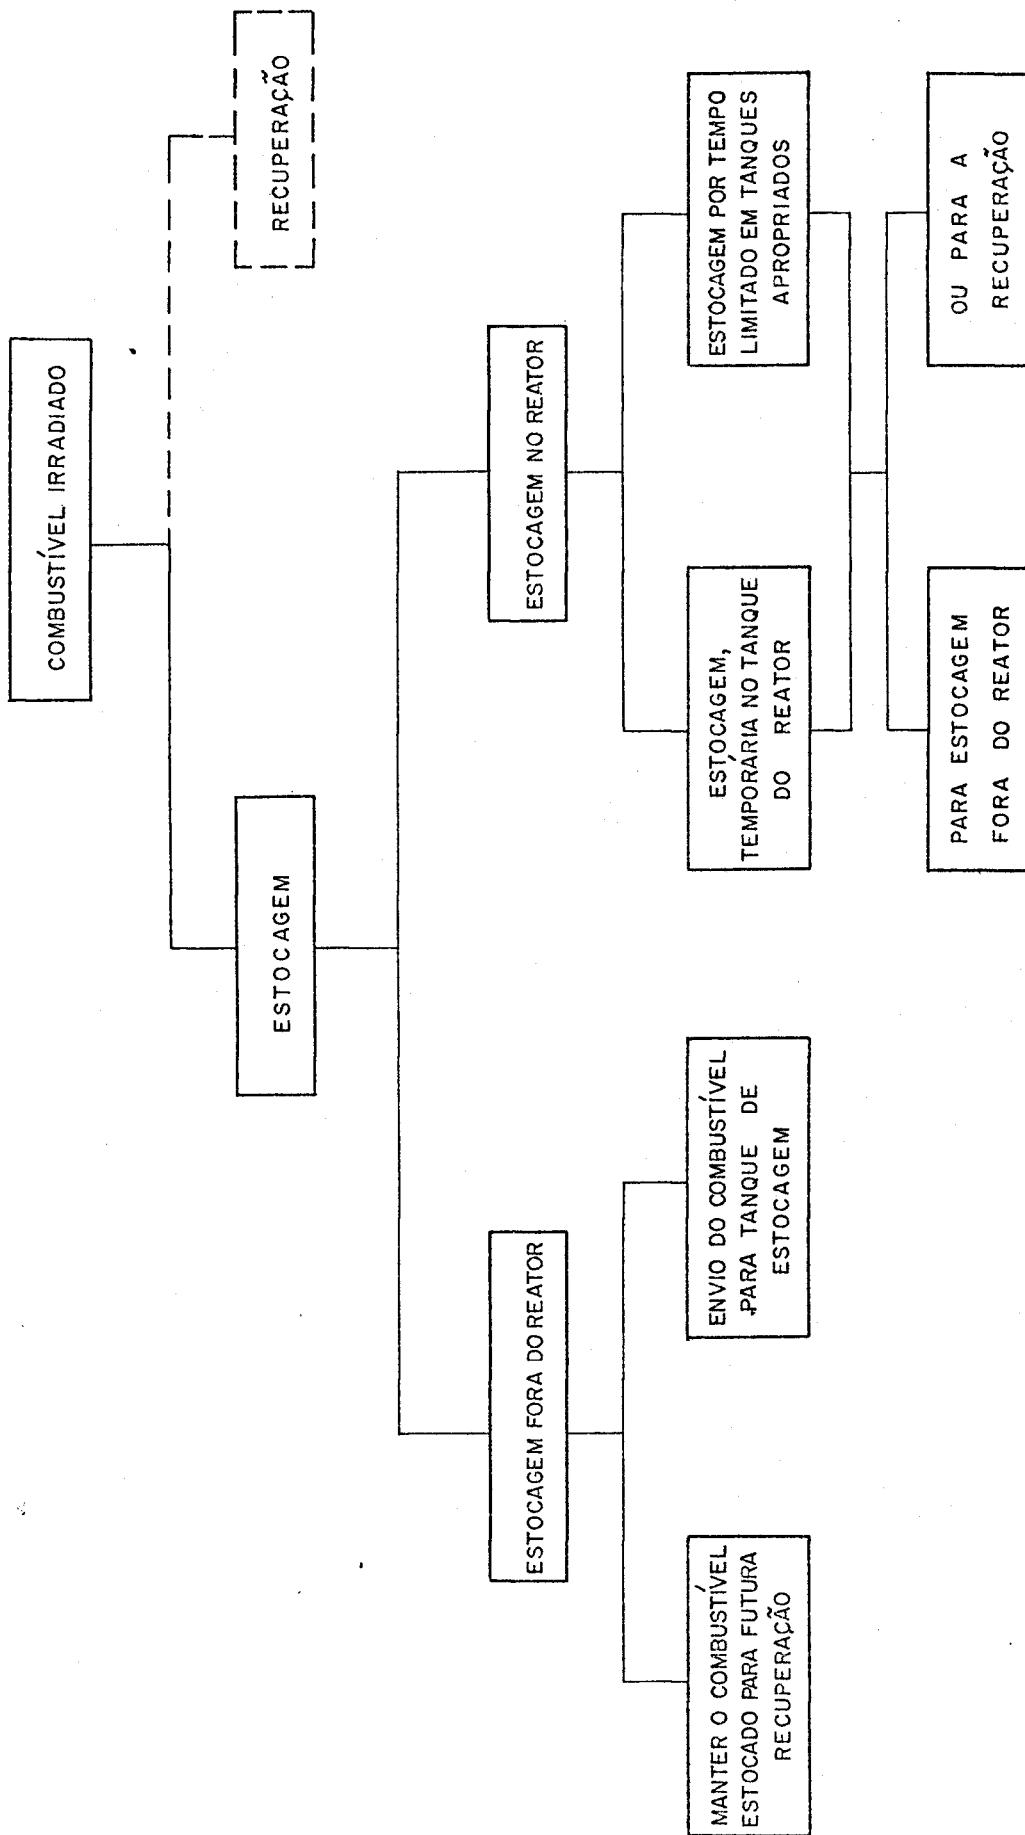 COMBUSTÍVEL IRRADIADO
ESTOCAGEM
RECUPERAÇÃO
ESTOCAGEM FORA DO REATOR
ESTOCAGEM NO REATOR
MANTER O COMBUSTÍVEL
ESTOCADO PARA FUTURA
RECUPERAÇÃO
ENVIO DO COMBUSTÍVEL
PARA TANQUE DE
ESTOCAGEM
ESTOCAGEM,
TEMPORÁRIA NO TANQUE
DO REATOR
ESTOCAGEM POR TEMPO
LIMITADO EM TANQUES
APROPRIADOS
PARA ESTOCAGEM
FORA DO REATOR
OU PARA A
RECUPERAÇÃO